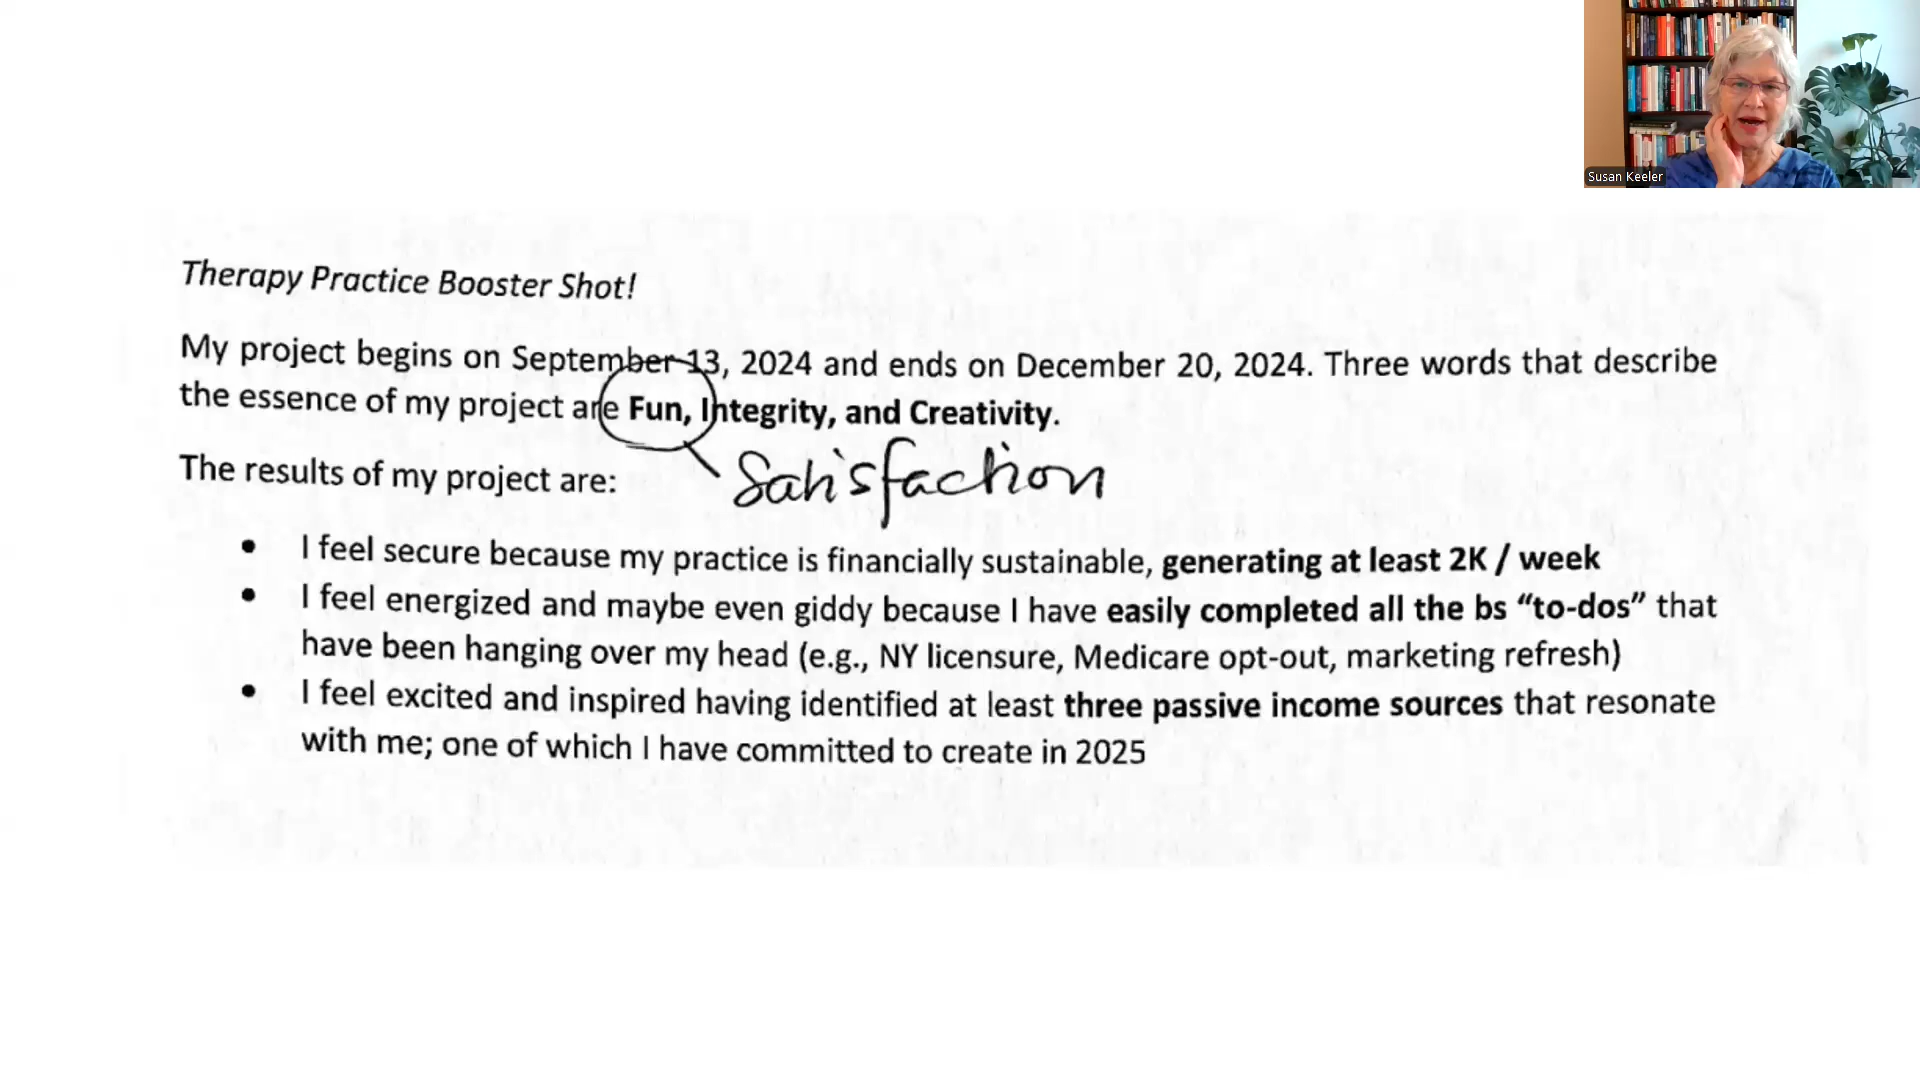 Susan Keeler
Therapy Practice Booster Shot!
My project begins on September 13, 2024 and ends on December 20, 2024. Three words that describe
the essence of my project are Fun, Integrity, and Creativity.
Satisfaction
The results of my project are:
• I feel secure because my practice is financially sustainable, generating at least 2K / week
• I feel energized and maybe even giddy because I have easily completed all the bs “to-dos” that
have been hanging over my head (e.g., NY licensure, Medicare opt-out, marketing refresh)
• I feel excited and inspired having identified at least three passive income sources that resonate
with me; one of which I have committed to create in 2025